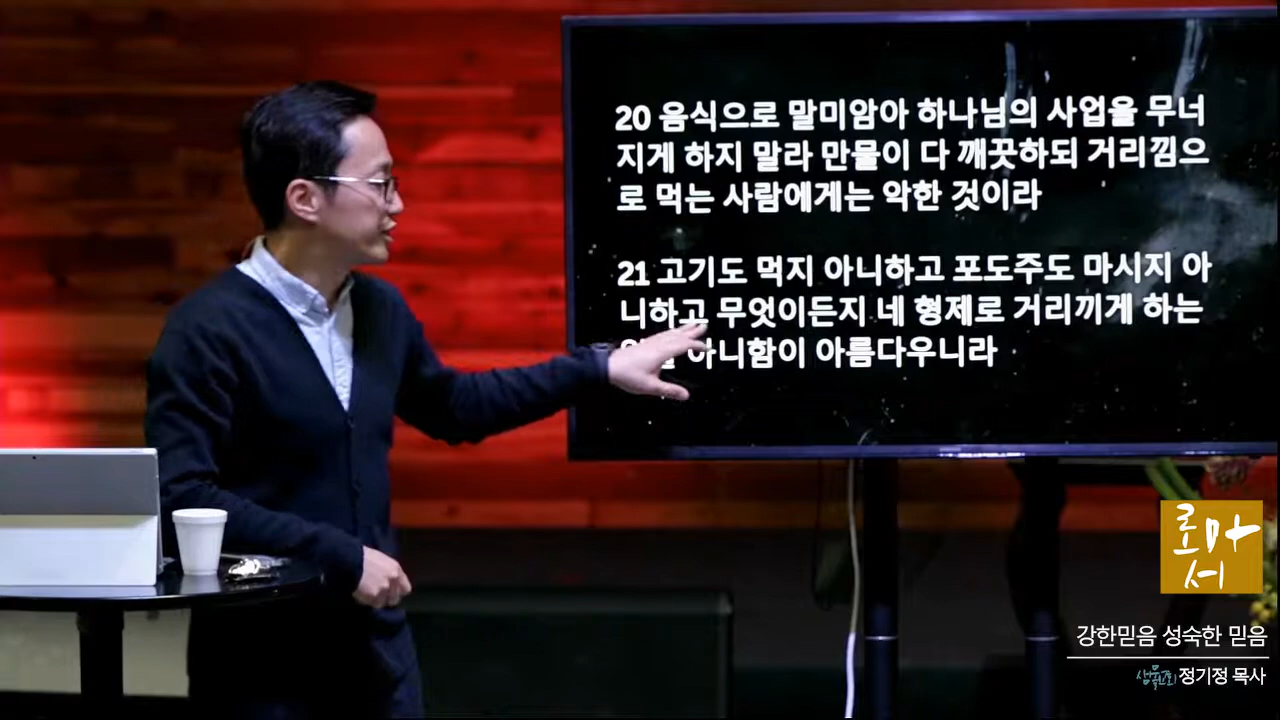 20 음식으로 말미암아 하나님의 사업을 무너
지게 하지 말라 만물이 다 깨끗하되 거리낌으
로 먹는 사람에게는 악한 것이라
21 고기도 먹지 아니하고 포도주도 마시지 아
니하고 무엇이든지 네 형제로 거리끼게 하는
아니함이 아름다우니라
로마
서
강한믿음 성숙한 믿음
샘물교회 정기정 목사